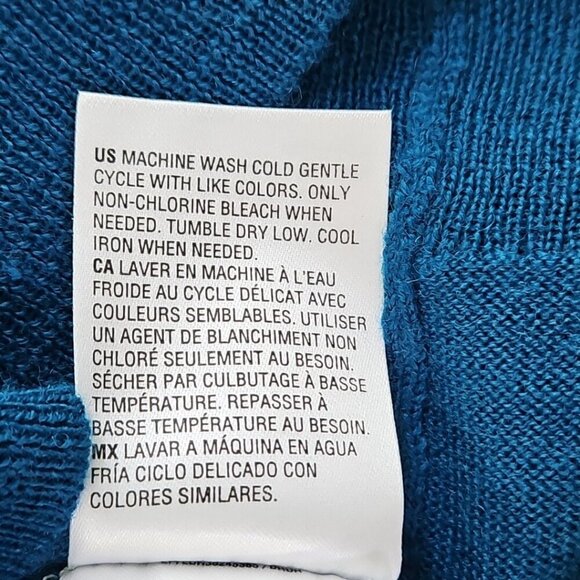 US MACHINE WASH COLD GENTLE
CYCLE WITH LIKE COLORS. ONLY
NON-CHLORINE BLEACH WHEN
NEEDED. TUMBLE DRY LOW. COOL
IRON WHEN NEEDED.
CA LAVER EN MACHINE À L'EAU
FROIDE AU CYCLE DÉLICAT AVEC
COULEURS SEMBLABLES. UTILISER
UN AGENT DE BLANCHIMENT NON
CHLORÉ SEULEMENT AU BESOIN.
SÉCHER PAR CULBUTAGE À BASSE
TEMPÉRATURE. REPASSER À
BASSE TEMPÉRATURE AU BESOIN.
MX LAVAR A MÁQUINA EN AGUA
FRÍA CICLO DELICADO CON
COLORES SIMILARES.